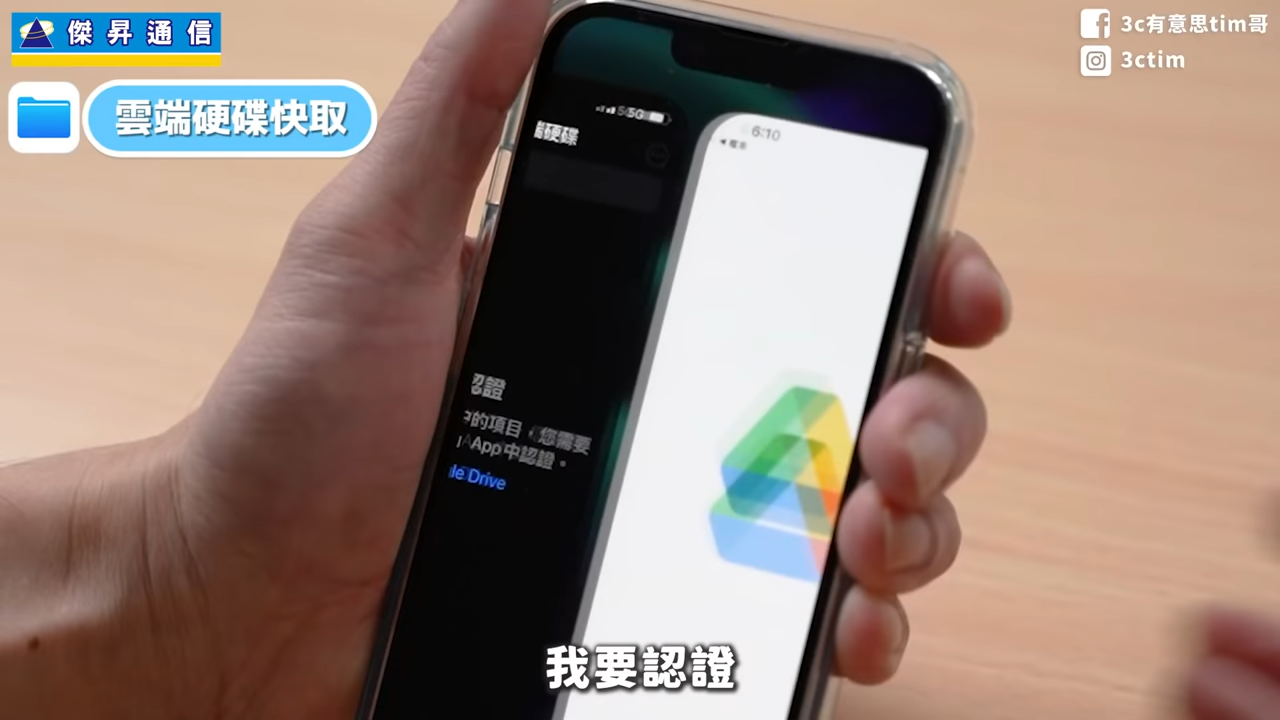 傑昇通信
3c有意思tim哥
3ctim
雲端硬碟快取
5G
6:10
硬碟
認證
的項目，您需要
App中認證。
le Drive
我要認證